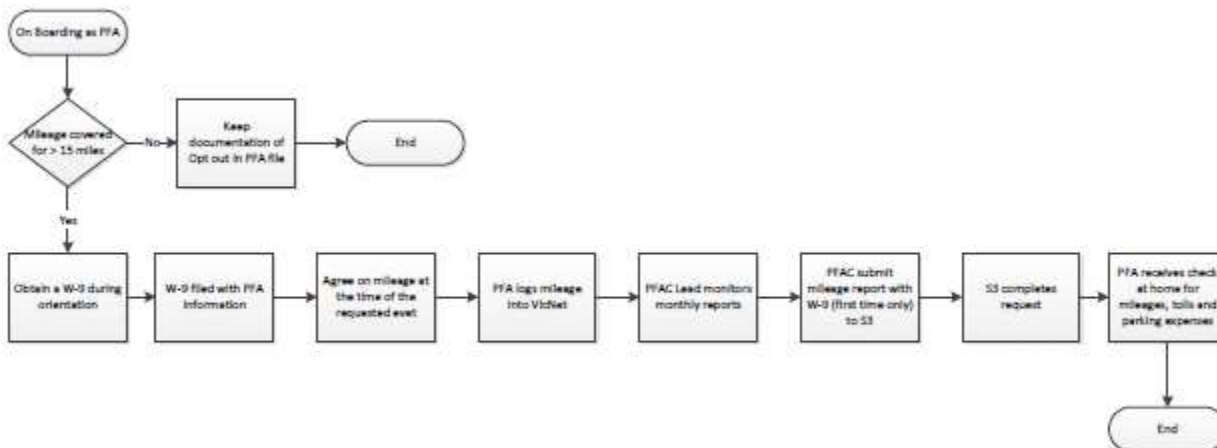 On Boarding as PFA
Mileage covered
for > 15 miles
No
Keep
documentation of
Opt out in PFA file
End
Yes
Obtain a W-9 during
orientation
W-9 filed with PFA
information
Agree on mileage at
the time of the
requested evet
PFA logs mileage
into VicNet
PFAC Lead monitors
monthly reports
PFAC submit
mileage report with
W-9 (first time only)
to S3
S3 completes
request
PFA receives check
at home for
mileages, tolls and
parking expenses
End